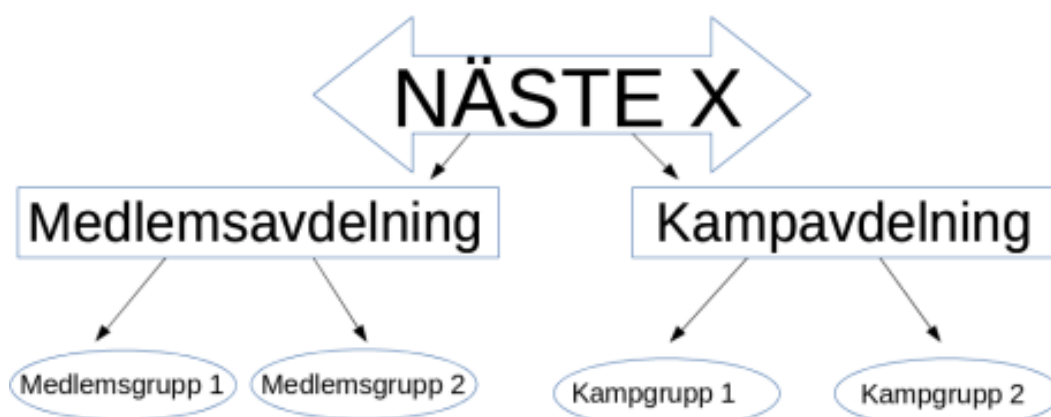 NÄSTE X
Medlemsavdelning
Kampavdelning
Medlemsgrupp 1
Medlemsgrupp 2
Kampgrupp 1
Kampgrupp 2